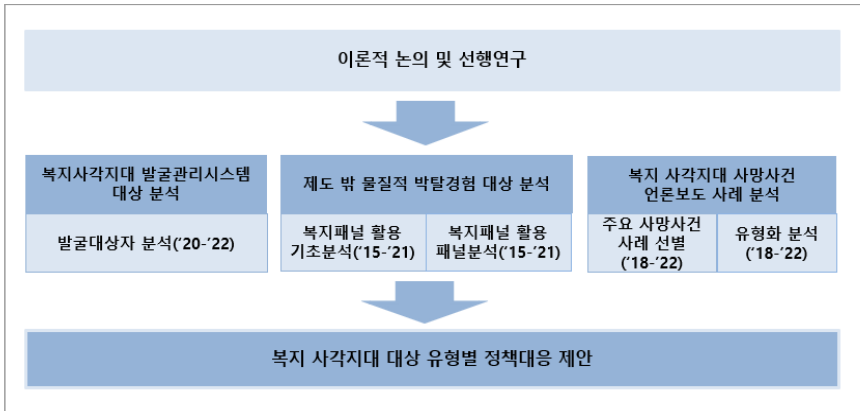 이론적 논의 및 선행연구
복지사각지대 발굴관리시스템
대상 분석
발굴대상자 분석('20-'22)
제도 밖 물질적 박탈경험 대상 분석
복지패널 활용
기초분석('15-'21)
복지패널 활용
패널분석('15-'21)
복지 사각지대 사망사건
언론보도 사례 분석
주요 사망사건
사례 선별
('18-'22)
유형화 분석
('18-'22)
복지 사각지대 대상 유형별 정책대응 제안